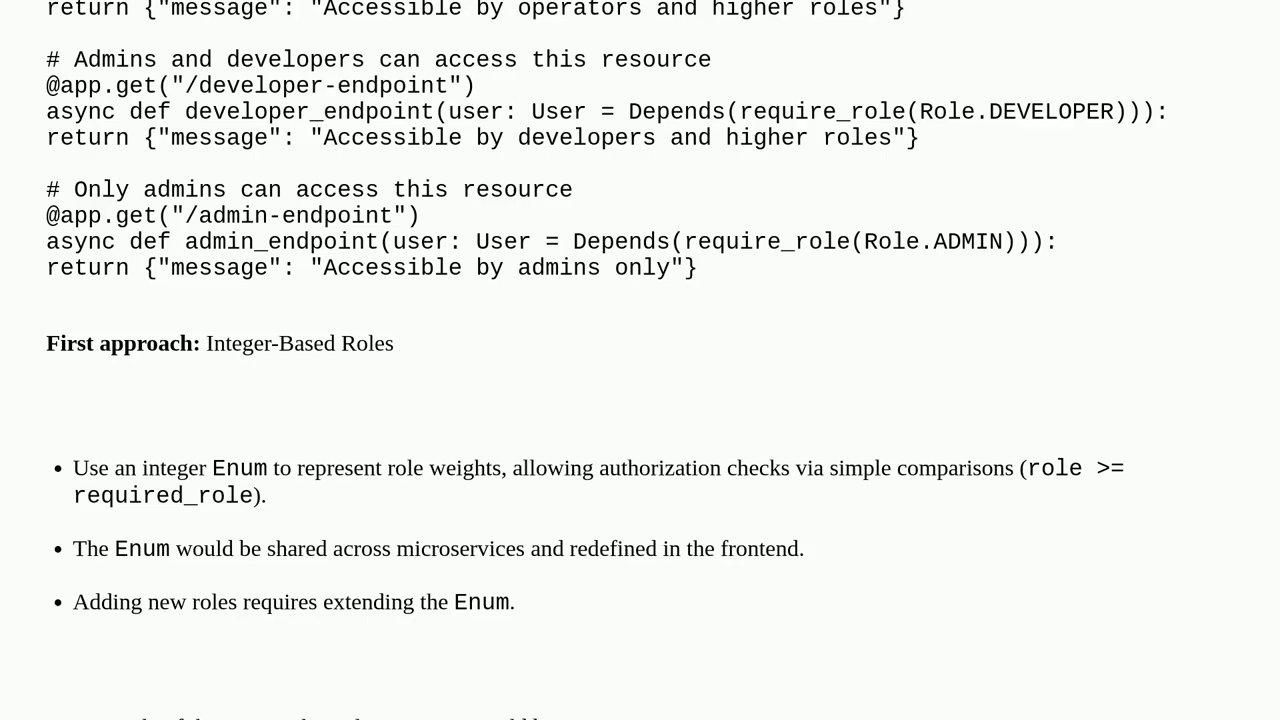 return {"message": "Accessible by operators and higher roles"}
# Admins and developers can access this resource
@app.get("/developer-endpoint")
async def developer_endpoint(user: User = Depends(require_role(Role.DEVELOPER))):
return {"message": "Accessible by developers and higher roles"}
# Only admins can access this resource
@app.get("/admin-endpoint")
async def admin_endpoint(user: User = Depends(require_role(Role.ADMIN))):
return {"message": "Accessible by admins only"}
First approach: Integer-Based Roles
• Use an integer Enum to represent role weights, allowing authorization checks via simple comparisons (role >=
required_role).
• The Enum would be shared across microservices and redefined in the frontend.
• Adding new roles requires extending the Enum.